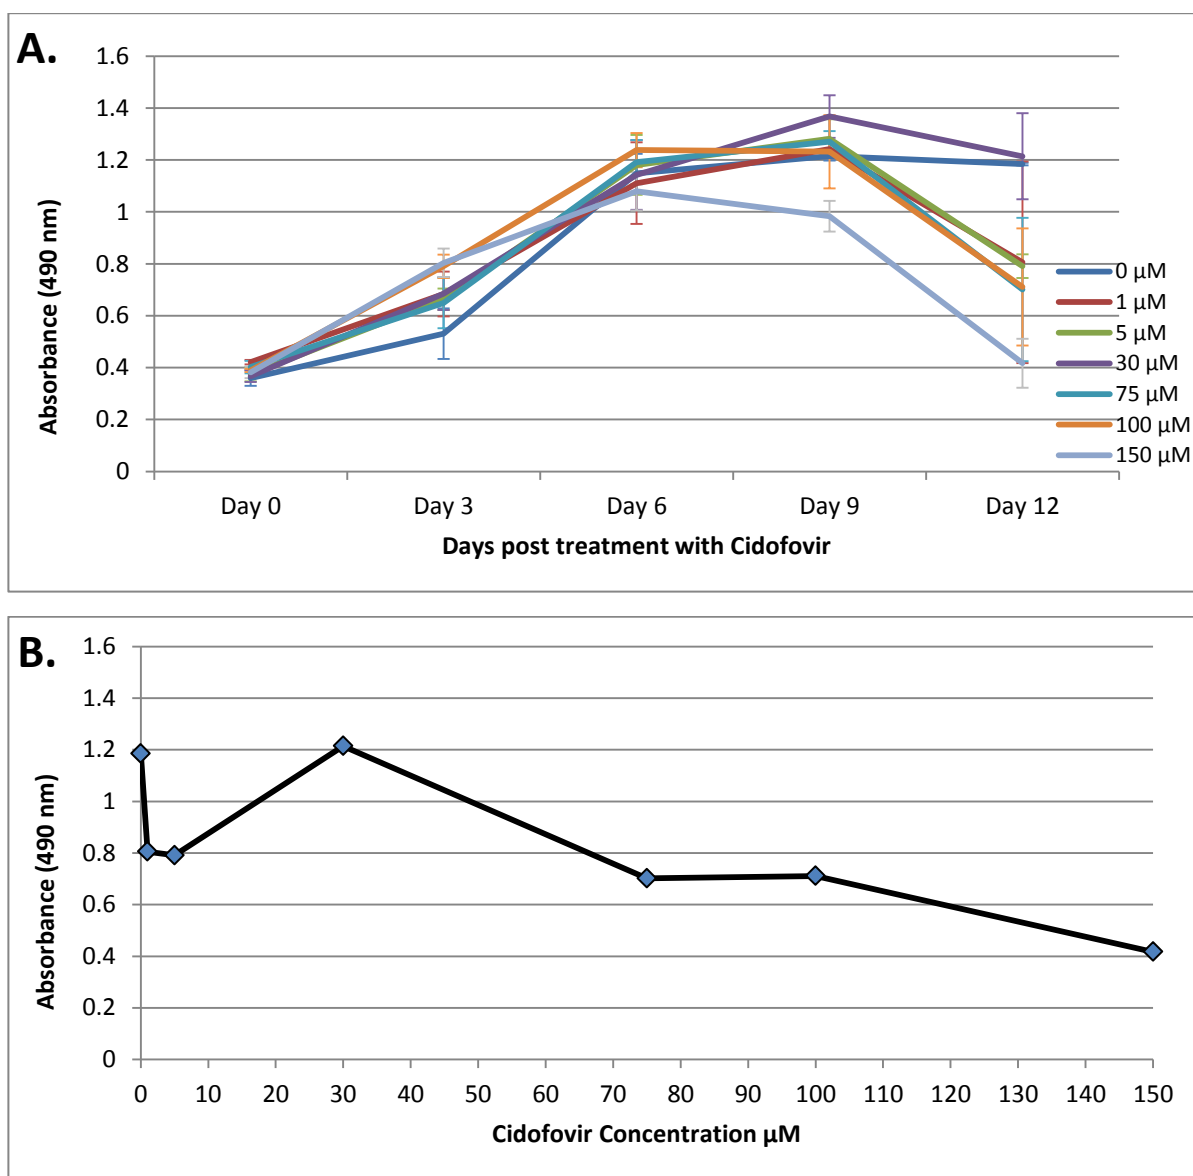 A.
1.6
1.4
1.2
1
0.8
0.6
0.4
0.2
0
Absorbance (490 nm)
Day 0 Day 3 Day 6 Day 9 Day 12
Days post treatment with Cidofovir
0 µM
1 µM
5 µM
30 µM
75 µM
100 µM
150 µM
B.
1.6
1.4
1.2
1
0.8
0.6
0.4
0.2
0
Absorbance (490 nm)
0 10 20 30 40 50 60 70 80 90 100 110 120 130 140 150
Cidofovir Concentration µM